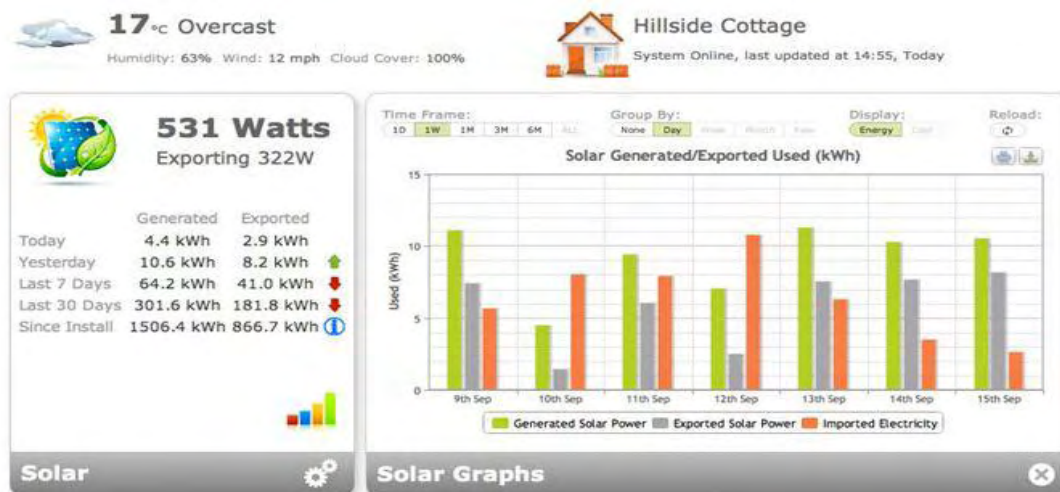 17°C Overcast
Humidity: 63% Wind: 12 mph Cloud Cover: 100%
Hillside Cottage
System Online, last updated at 14:55, Today
531 Watts
Exporting 322W
Generated Exported
Today 4.4 kWh 2.9 kWh
Yesterday 10.6 kWh 8.2 kWh
Last 7 Days 64.2 kWh 41.0 kWh
Last 30 Days 301.6 kWh 181.8 kWh
Since Install 1506.4 kWh 866.7 kWh
Solar
Time Frame: Group By: Display: Reload:
1D 1W 1M 3M 6M ALL None Day Week Month Energy Cost
Solar Generated/Exported Used (kWh)
Used (kWh)
15
10
5
0
9th Sep 10th Sep 11th Sep 12th Sep 13th Sep 14th Sep 15th Sep
Generated Solar Power Exported Solar Power Imported Electricity
Solar Graphs